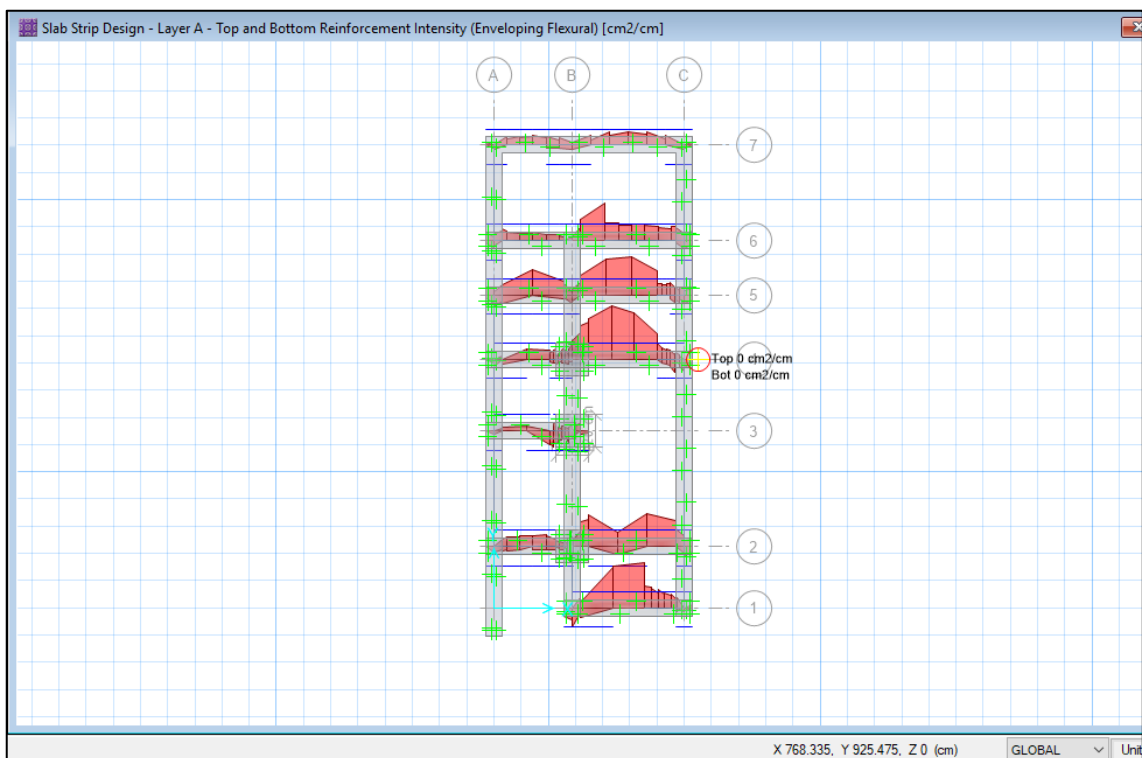 Slab Strip Design - Layer A - Top and Bottom Reinforcement Intensity (Enveloping Flexural) [cm2/cm]
A B C
7
6
5
Top 0 cm2/cm
Bot 0 cm2/cm
3
2
1
X 768.335, Y 925.475, Z 0 (cm)
GLOBAL
Unit